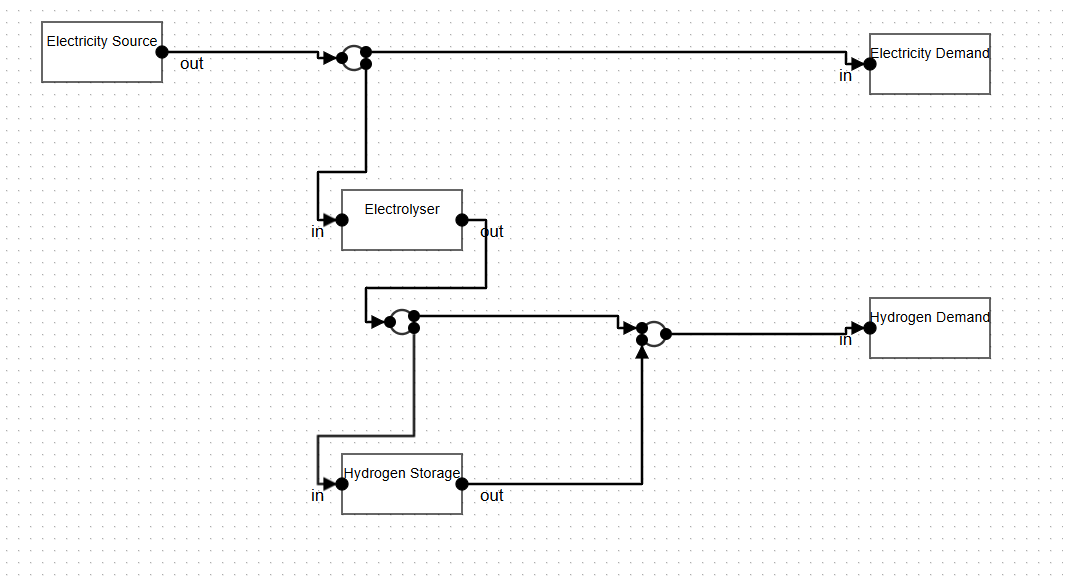 Electricity Source
out
Electricity Demand
in
Electrolyser
in
out
Hydrogen Demand
in
Hydrogen Storage
in
out